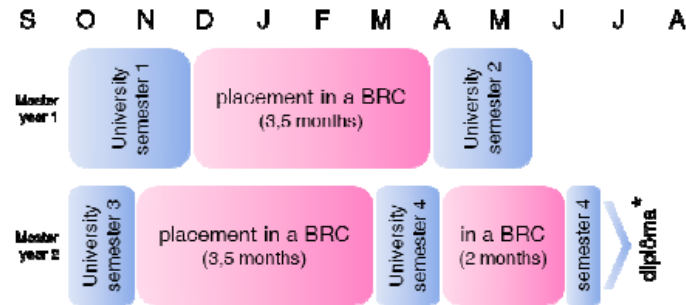 S O N D J F M A M J J A
Master
year 1
University
semester 1
placement in a BRC
(3,5 months)
University
semester 2
Master
year 2
University
semester 3
placement in a BRC
(3,5 months)
University
semester 4
in a BRC
(2 months)
semester 4
diplôma*